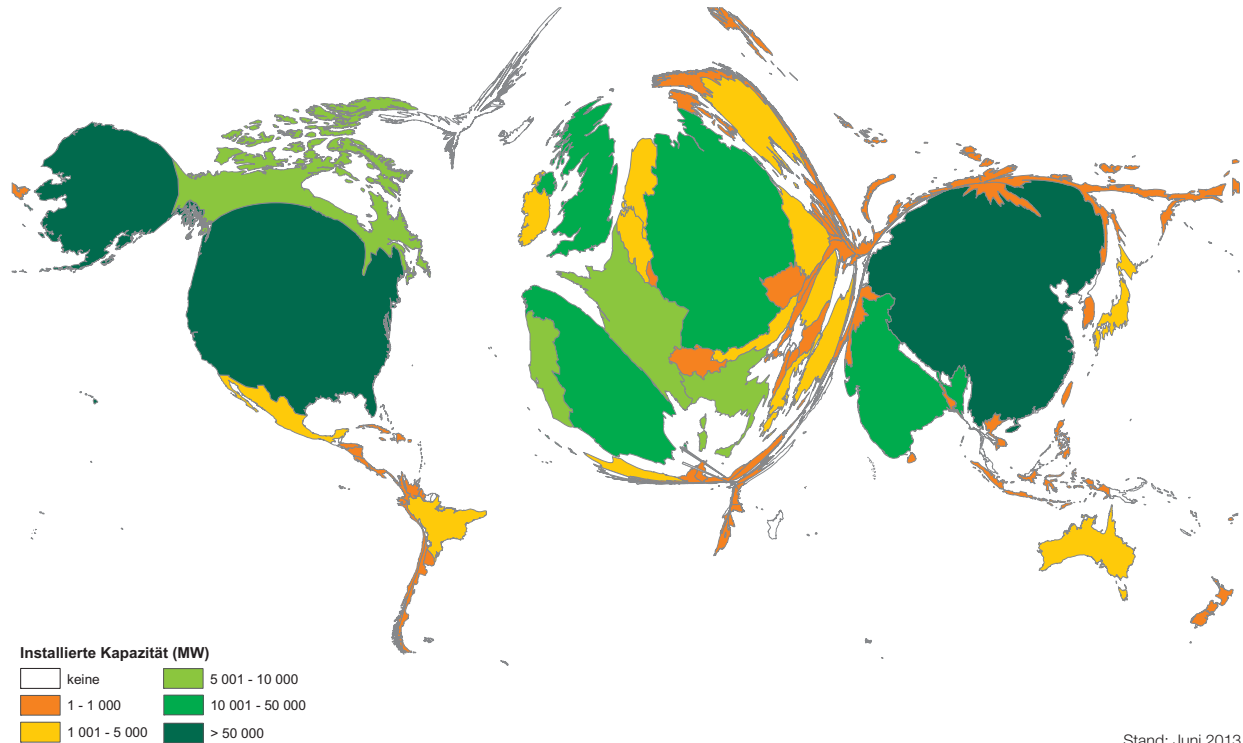 Installierte Kapazität (MW)
keine
1 - 1 000
1 001 - 5 000
5 001 - 10 000
10 001 - 50 000
> 50 000
Stand: Juni 2013